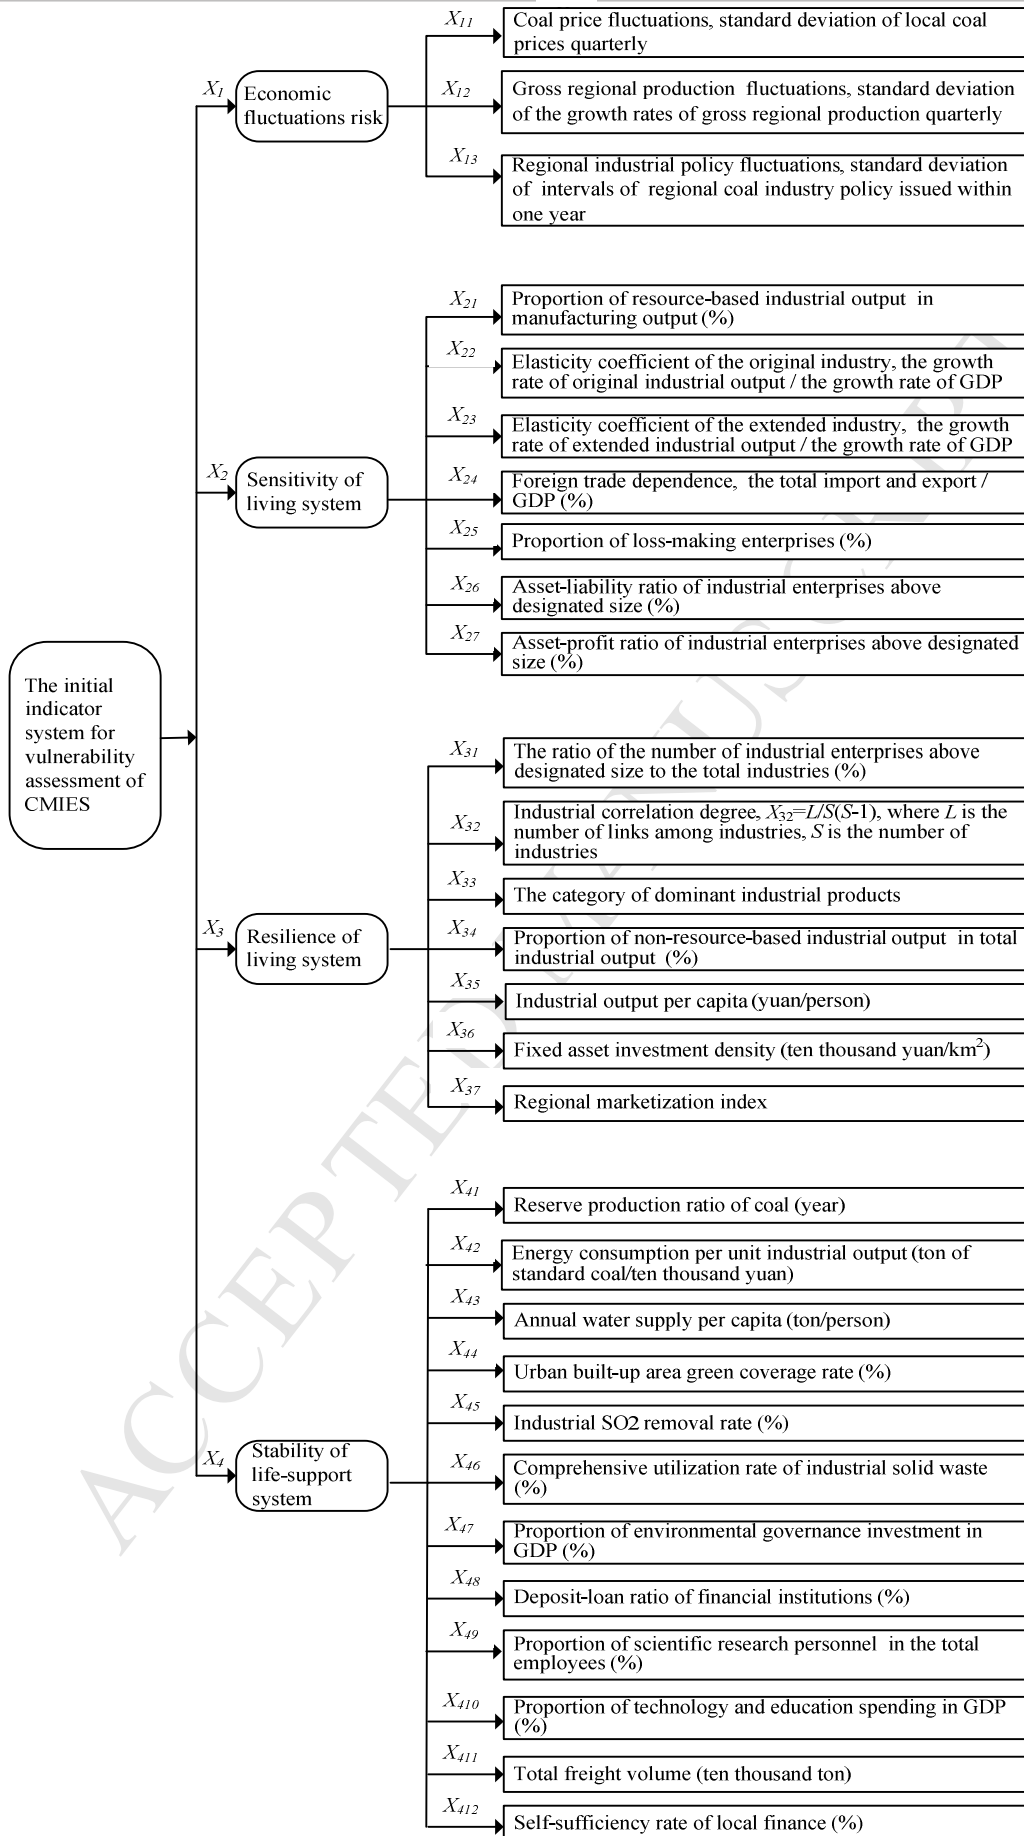 X11
Coal price fluctuations, standard deviation of local coal
prices quarterly
X1
Economic
fluctuations risk
X12
Gross regional production fluctuations, standard deviation
of the growth rates of gross regional production quarterly
X13
Regional industrial policy fluctuations, standard deviation
of intervals of regional coal industry policy issued within
one year
X21
Proportion of resource-based industrial output in
manufacturing output (%)
X22
Elasticity coefficient of the original industry, the growth
rate of original industrial output / the growth rate of GDP
X23
Elasticity coefficient of the extended industry, the growth
rate of extended industrial output / the growth rate of GDP
X2
Sensitivity of
living system
X24
Foreign trade dependence, the total import and export /
GDP (%)
X25
Proportion of loss-making enterprises (%)
X26
Asset-liability ratio of industrial enterprises above
designated size (%)
X27
Asset-profit ratio of industrial enterprises above designated
size (%)
The initial
indicator
system for
vulnerability
assessment of
CMIES
X31
The ratio of the number of industrial enterprises above
designated size to the total industries (%)
X32
Industrial correlation degree, X32=L/S(S-1), where L is the
number of links among industries, S is the number of
industries
X33
The category of dominant industrial products
X3
Resilience of
living system
X34
Proportion of non-resource-based industrial output in total
industrial output (%)
X35
Industrial output per capita (yuan/person)
X36
Fixed asset investment density (ten thousand yuan/km²)
X37
Regional marketization index
X41
Reserve production ratio of coal (year)
X42
Energy consumption per unit industrial output (ton of
standard coal/ten thousand yuan)
X43
Annual water supply per capita (ton/person)
X44
Urban built-up area green coverage rate (%)
X45
Industrial SO2 removal rate (%)
X4
Stability of
life-support
system
X46
Comprehensive utilization rate of industrial solid waste
(%)
X47
Proportion of environmental governance investment in
GDP (%)
X48
Deposit-loan ratio of financial institutions (%)
X49
Proportion of scientific research personnel in the total
employees (%)
X410
Proportion of technology and education spending in GDP
(%)
X411
Total freight volume (ten thousand ton)
X412
Self-sufficiency rate of local finance (%)
ACCEPTED MANUSCRIPT